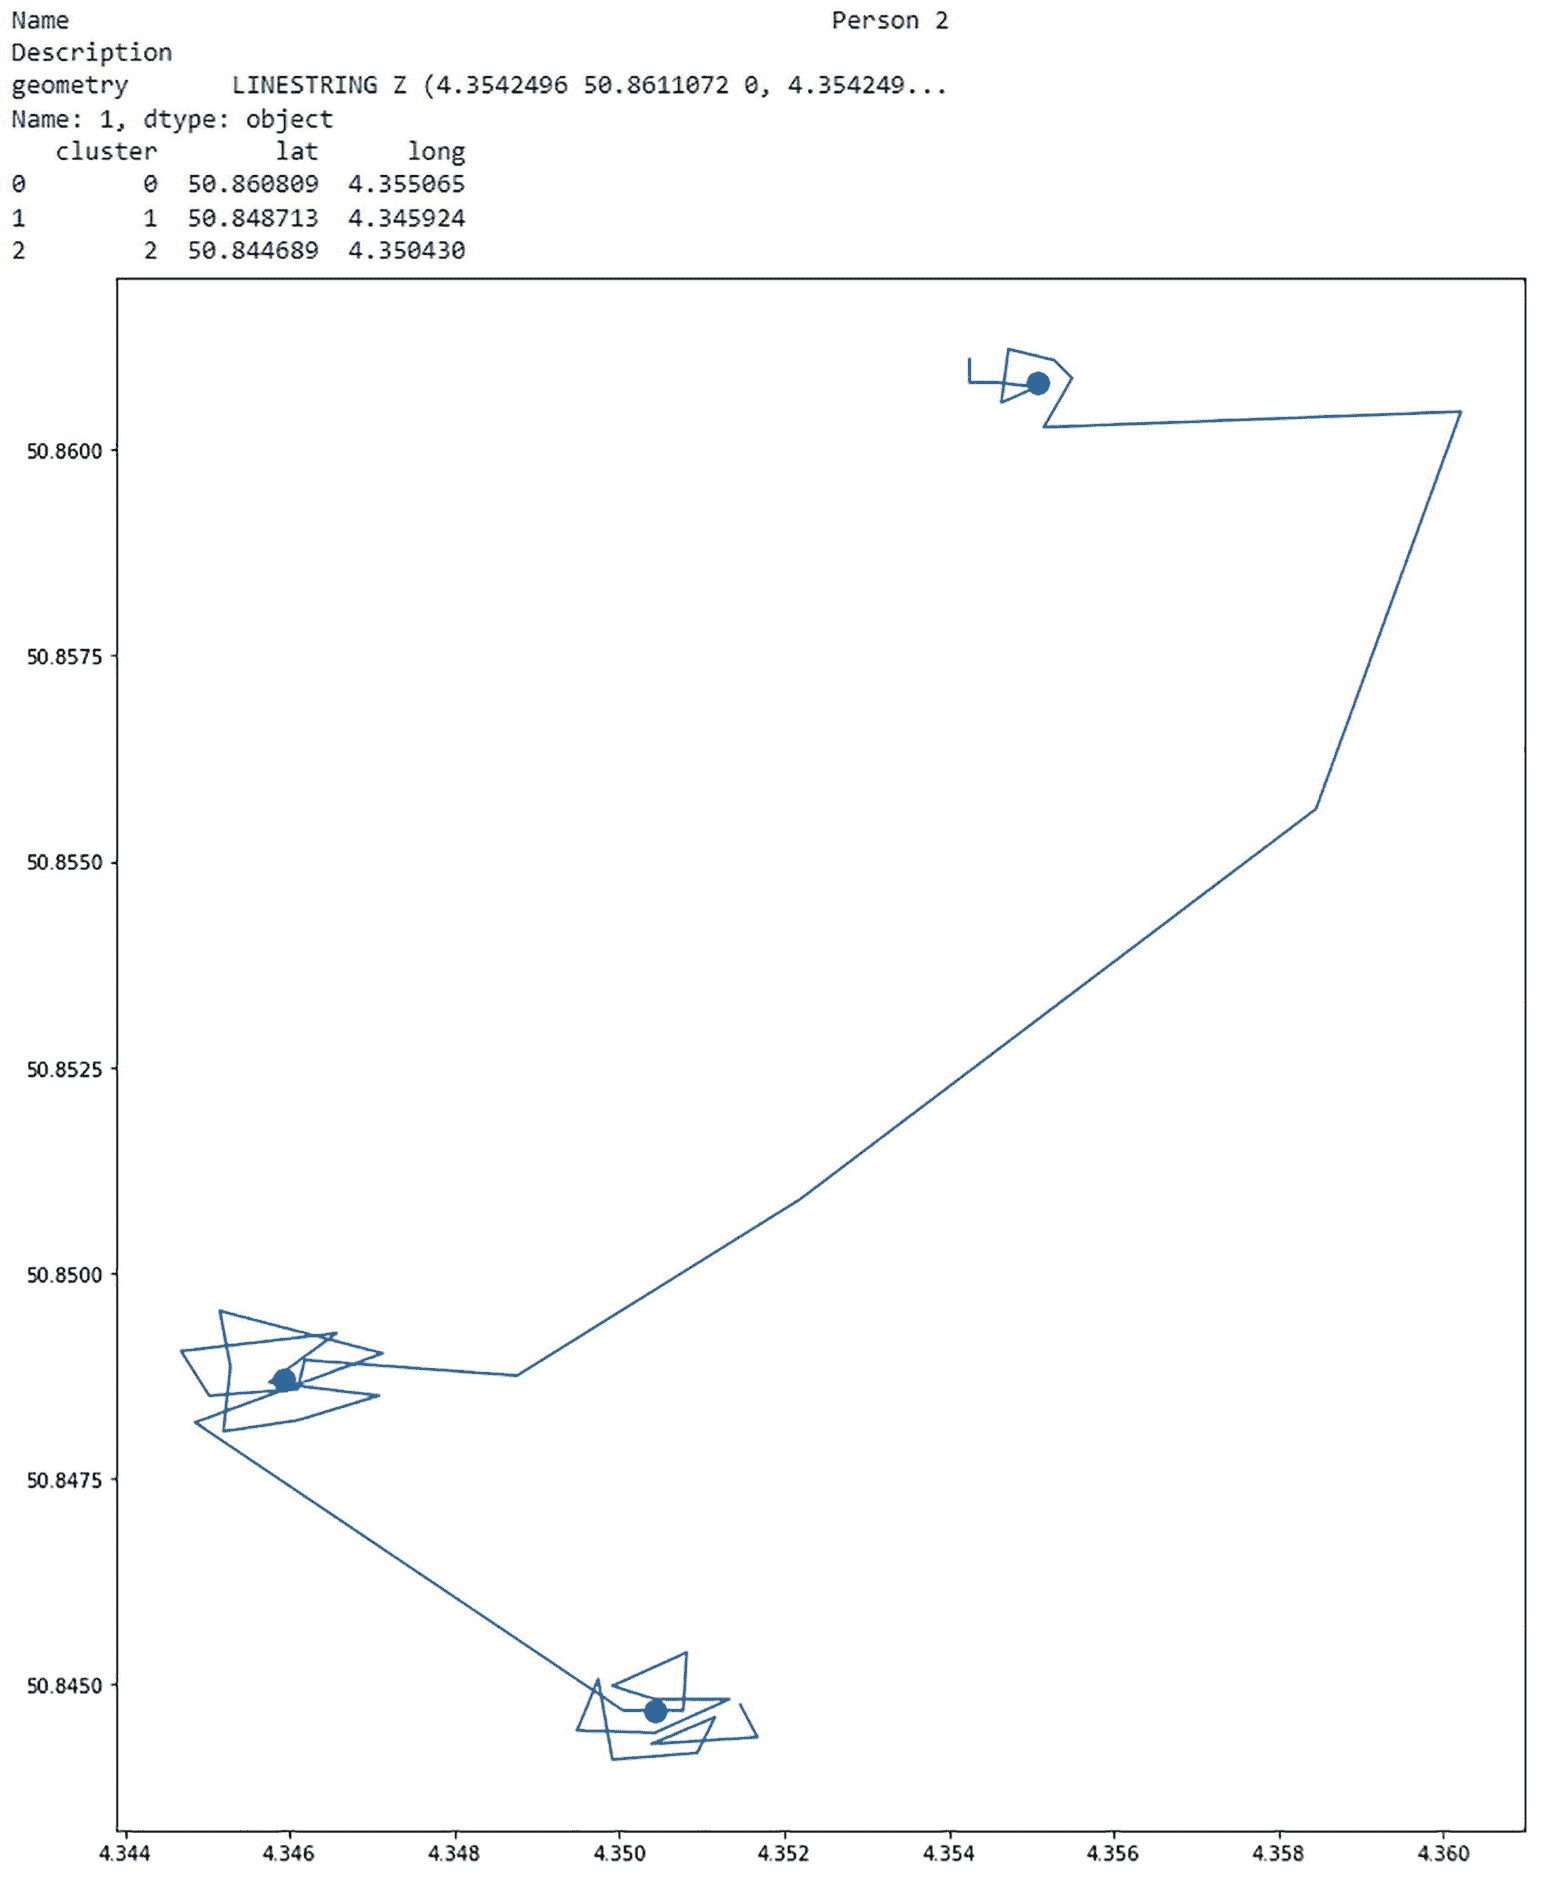 Name Person 2
Description
geometry LINESTRING Z (4.3542496 50.8611072 0, 4.354249...
Name: 1, dtype: object
cluster lat long
0 0 50.860809 4.355065
1 1 50.848713 4.345924
2 2 50.844689 4.350430
50.8600
50.8575
50.8550
50.8525
50.8500
50.8475
50.8450
4.344 4.346 4.348 4.350 4.352 4.354 4.356 4.358 4.360